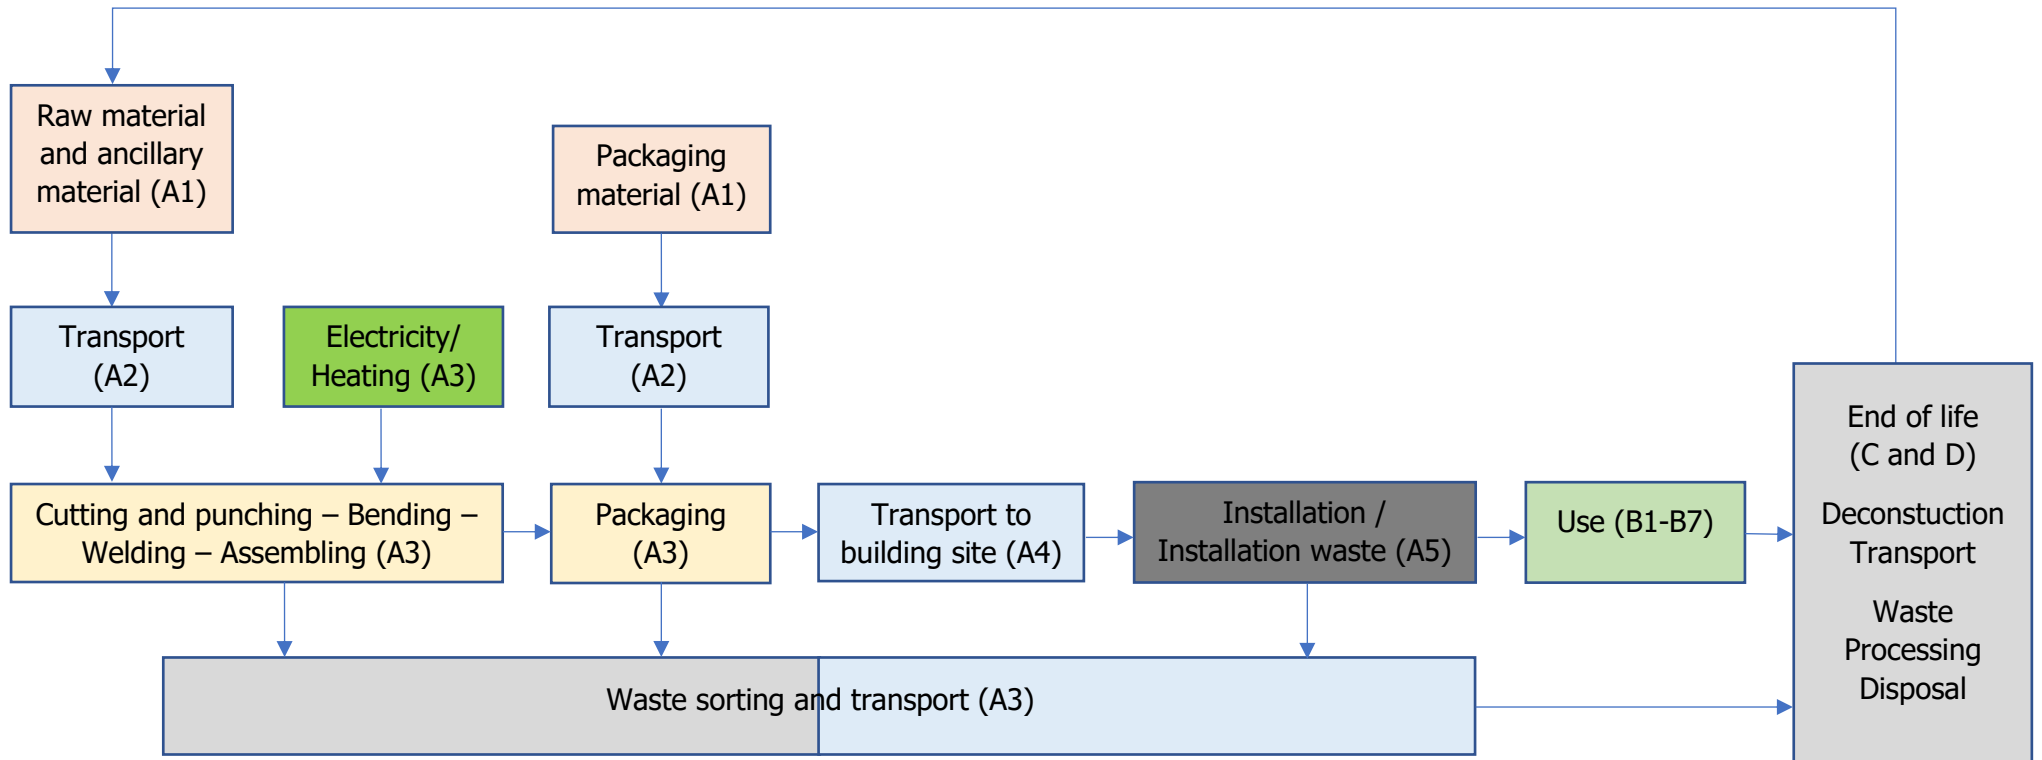 Raw material
and ancillary
material (A1)
Packaging
material (A1)
Transport
(A2)
Electricity/
Heating (A3)
Transport
(A2)
Cutting and punching – Bending –
Welding – Assembling (A3)
Packaging
(A3)
Transport to
building site (A4)
Installation /
Installation waste (A5)
Use (B1-B7)
End of life
(C and D)
Deconstuction
Transport
Waste
Processing
Disposal
Waste sorting and transport (A3)